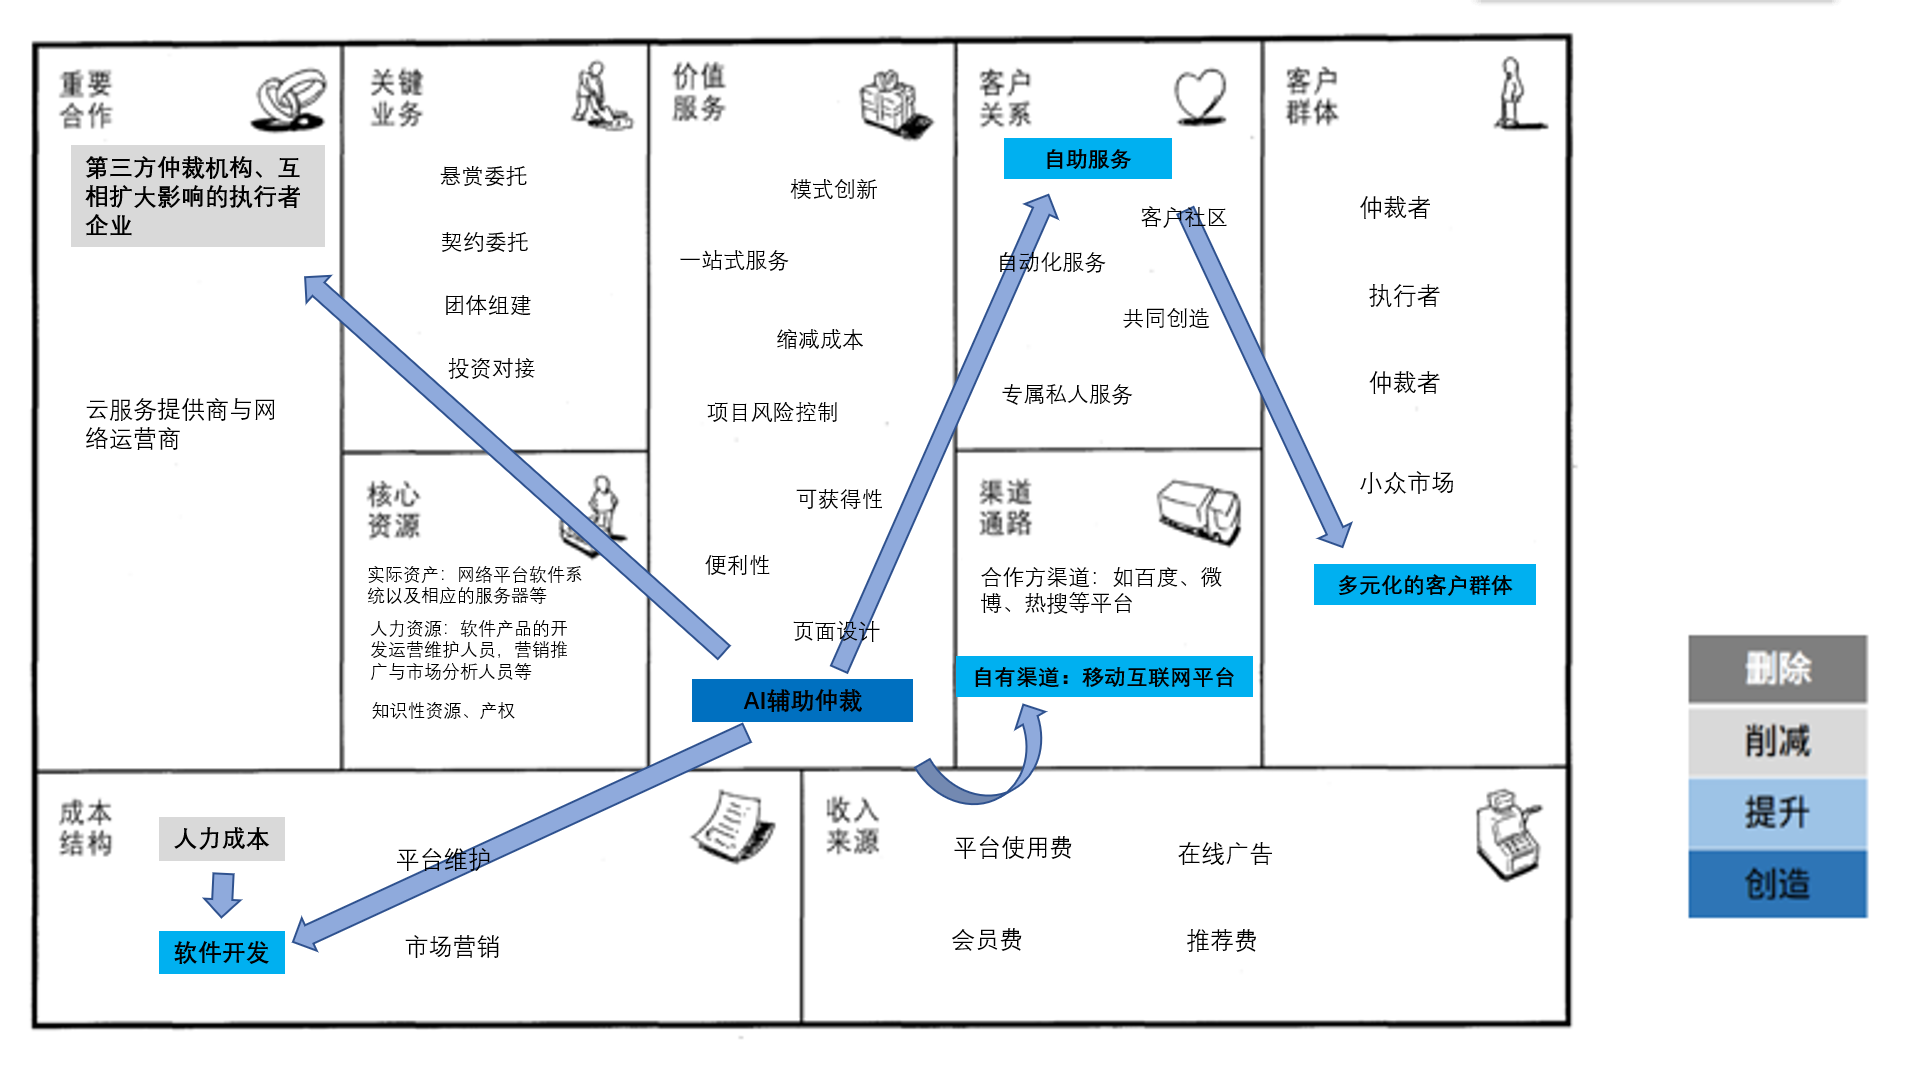 重要
合作
第三方仲裁机构、互
相扩大影响的执行者
企业
云服务提供商与网
络运营商
关键
业务
悬赏委托
契约委托
团体组建
投资对接
核心
资源
实际资产：网络平台软件系
统以及相应的服务器等
人力资源：软件产品的开
发运营维护人员，营销推
广与市场分析人员等
知识性资源、产权
价值
服务
模式创新
一站式服务
缩减成本
项目风险控制
可获得性
便利性
页面设计
AI辅助仲裁
客户
关系
自助服务
客户社区
自动化服务
共同创造
专属私人服务
渠道
通路
合作方渠道：如百度、微
博、热搜等平台
自有渠道：移动互联网平台
客户
群体
仲裁者
执行者
仲裁者
小众市场
多元化的客户群体
成本
结构
人力成本
平台维护
软件开发
市场营销
收入
来源
平台使用费
在线广告
会员费
推荐费
删除
削减
提升
创造